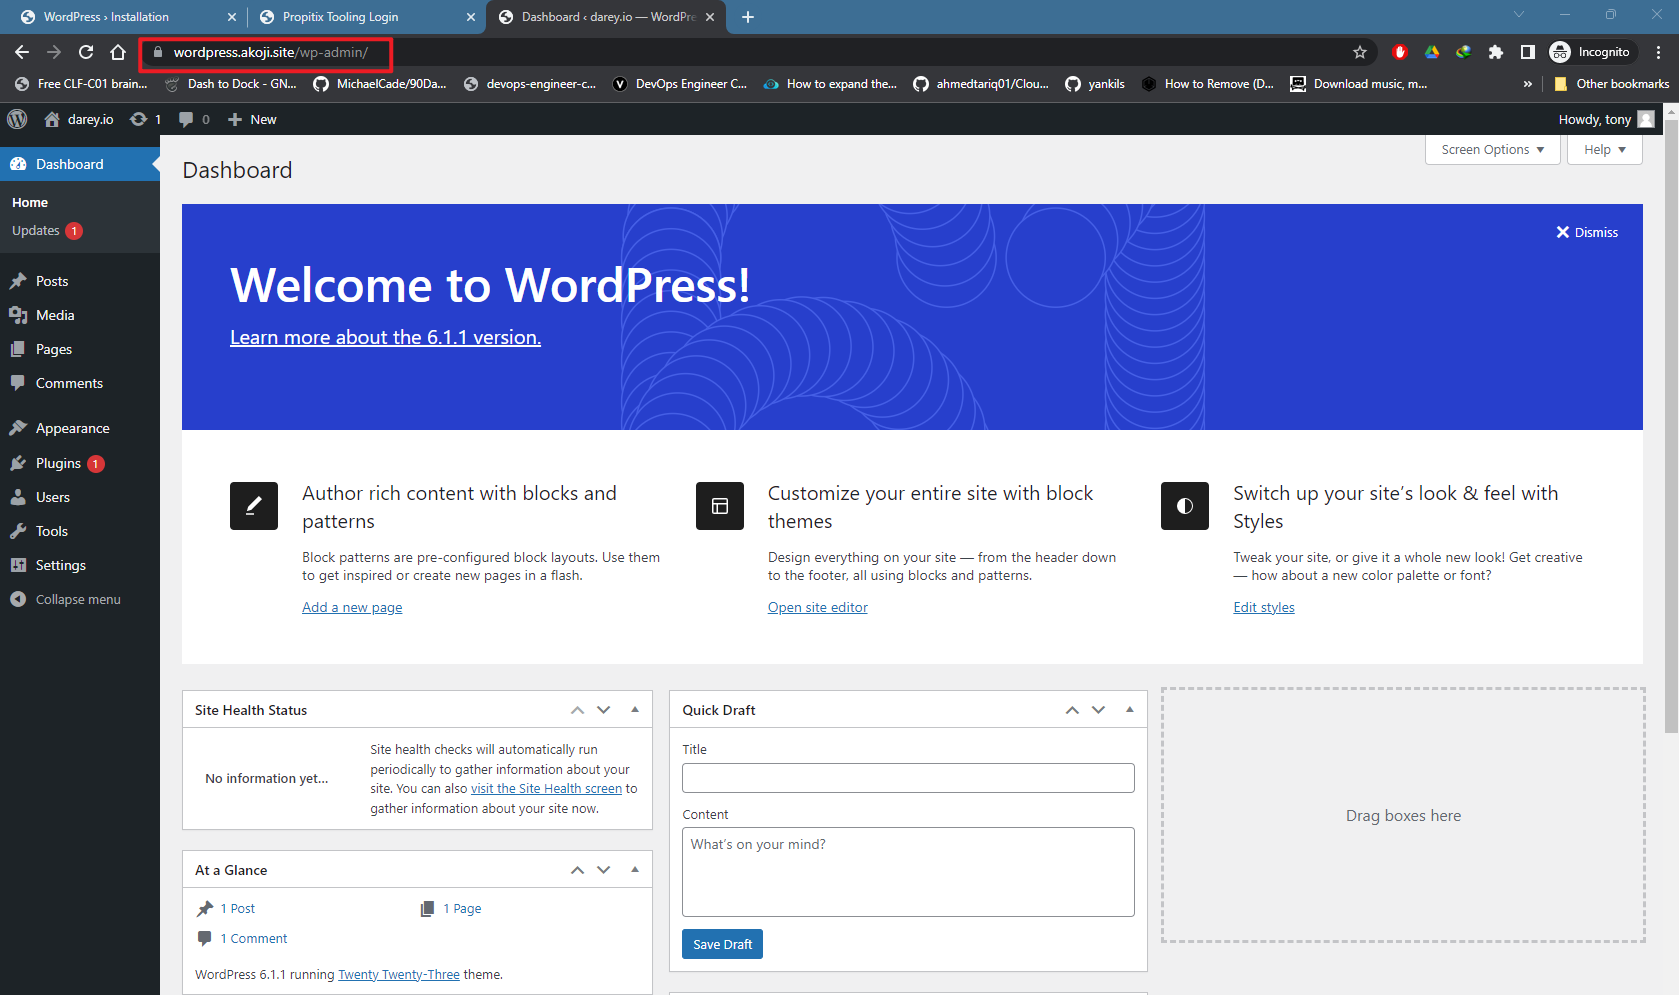 WordPress › Installation
Propitix Tooling Login
Dashboard ‹ darey.io — WordPre
wordpress.akoji.site/wp-admin/
Incognito
Free CLF-C01 brain...
Dash to Dock - GN...
MichaelCade/90Da...
devops-engineer-c...
DevOps Engineer C...
How to expand the...
ahmedtariq01/Clou...
yankils
How to Remove (D...
Download music, m...
»
Other bookmarks
darey.io
1
0
New
Howdy, tony
Dashboard
Home
Updates 1
Posts
Media
Pages
Comments
Appearance
Plugins 1
Users
Tools
Settings
Collapse menu
Screen Options
Help
Dashboard
Dismiss
Welcome to WordPress!
Learn more about the 6.1.1 version.
Author rich content with blocks and
patterns
Block patterns are pre-configured block layouts. Use them
to get inspired or create new pages in a flash.
Add a new page
Customize your entire site with block
themes
Design everything on your site — from the header down
to the footer, all using blocks and patterns.
Open site editor
Switch up your site’s look & feel with
Styles
Tweak your site, or give it a whole new look! Get creative
— how about a new color palette or font?
Edit styles
Site Health Status
No information yet...
Site health checks will automatically run
periodically to gather information about your
site. You can also visit the Site Health screen to
gather information about your site now.
At a Glance
1 Post
1 Page
1 Comment
WordPress 6.1.1 running Twenty Twenty-Three theme.
Quick Draft
Title
Content
What’s on your mind?
Save Draft
Drag boxes here